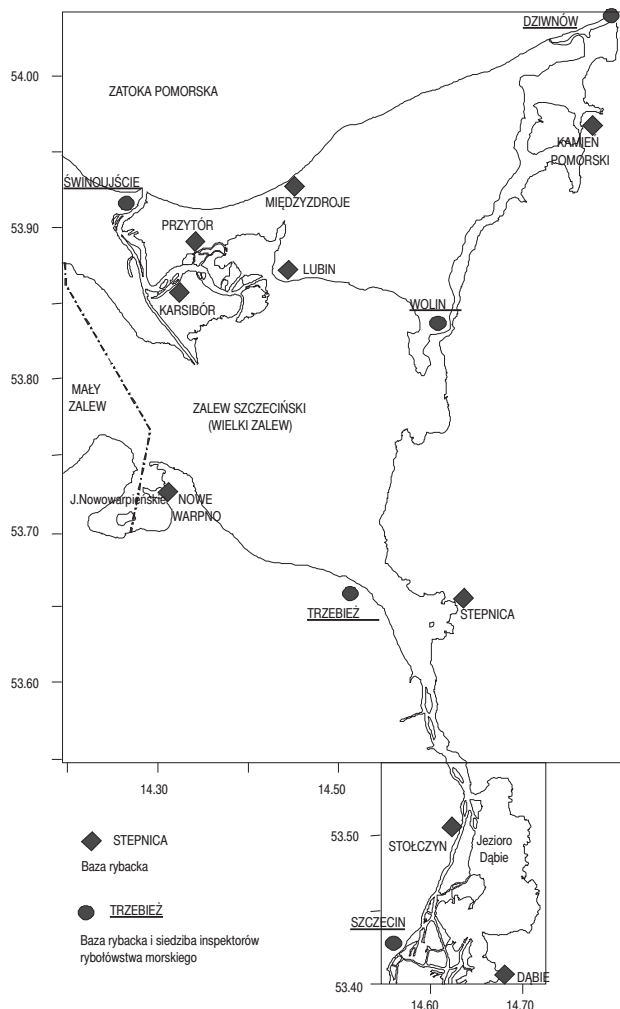 DZIWNÓW
54.00
ZATOKA POMORSKA
KAMIEŃ
POMORSKI
ŚWINOUJŚCIE
MIĘDZYZDROJE
53.90
PRZYTÓR
LUBIN
KARSIBÓR
WOLIN
53.80
MAŁY
ZALEW
ZALEW SZCZECIŃSKI
(WIELKI ZALEW)
J.Nowowarpieńskie
NOWE
WARPNO
53.70
TRZEBIEŻ
STEPNICA
53.60
14.30
14.50
STEPNICA
Baza rybacka
TRZEBIEŻ
Baza rybacka i siedziba inspektorów
rybołówstwa morskiego
53.50
STOŁCZYN
Jezioro
Dąbie
SZCZECIN
DĄBIE
53.40
14.60
14.70